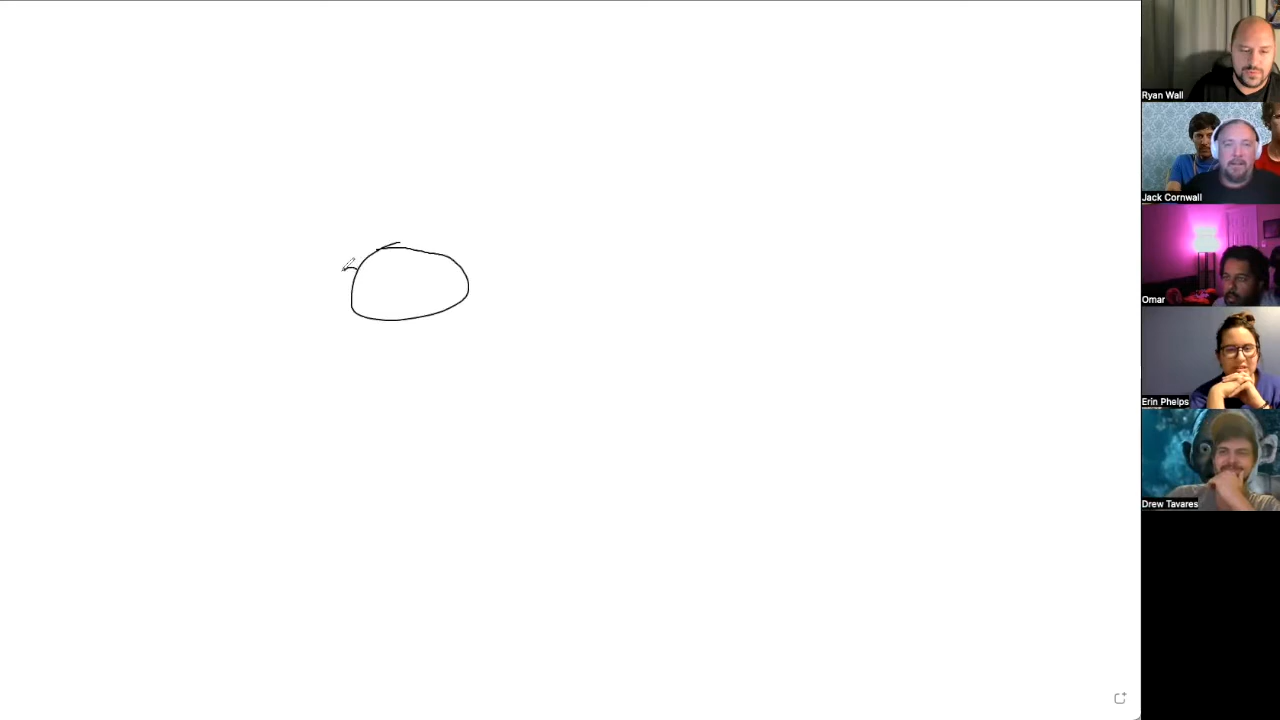 Ryan Wall
Jack Cornwall
Omar
Erin Phelps
Drew Tavares